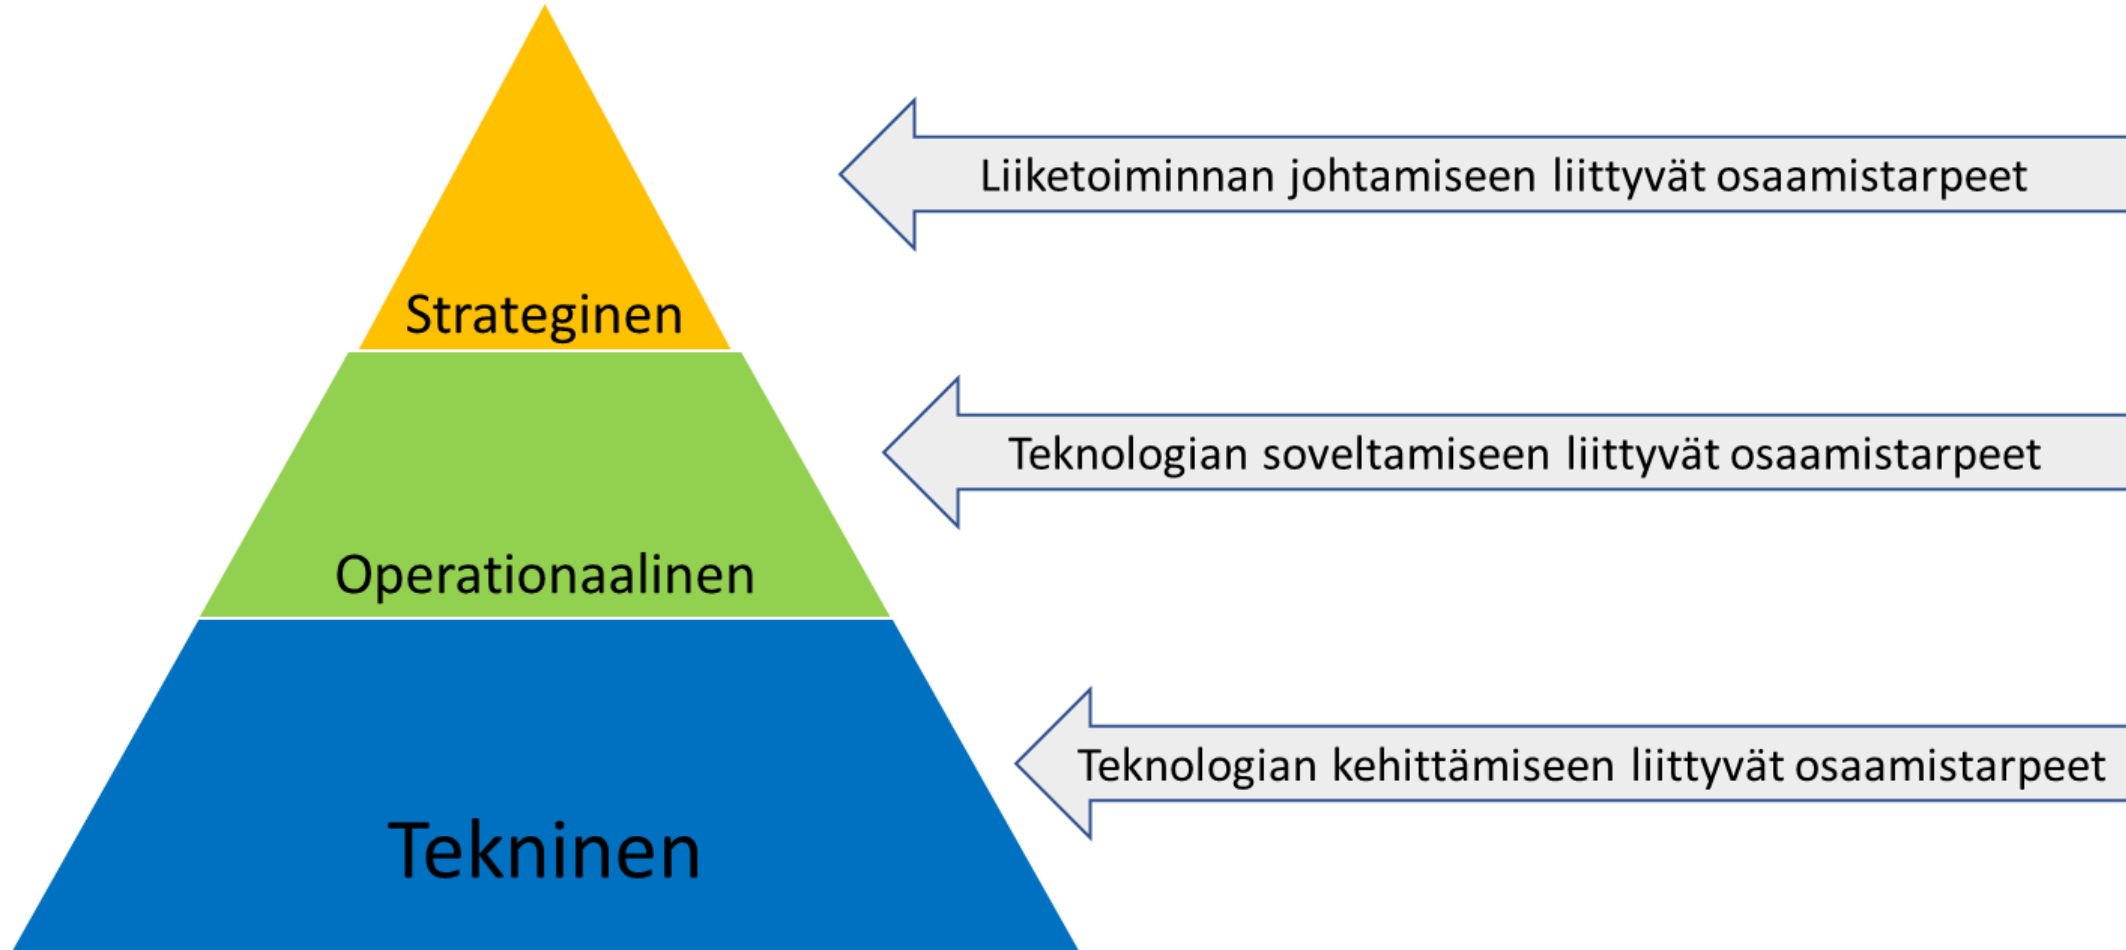 Strateginen
Liiketoiminnan johtamiseen liittyvät osaamistarpeet
Operationaalinen
Teknologian soveltamiseen liittyvät osaamistarpeet
Tekninen
Teknologian kehittämiseen liittyvät osaamistarpeet